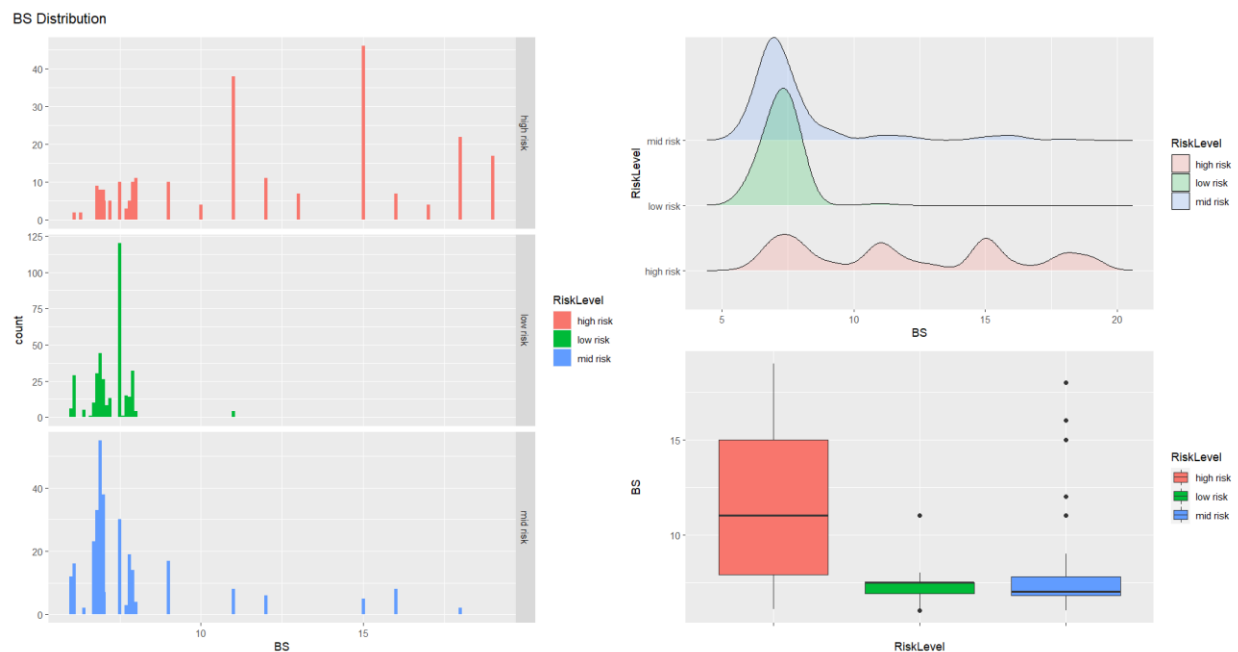 BS Distribution
40
30
20
10
0
high risk
125
100
75
50
25
0
low risk
40
20
0
mid risk
count
10
15
BS
RiskLevel
high risk
low risk
mid risk
mid risk
low risk
high risk
RiskLevel
5
10
15
20
BS
RiskLevel
high risk
low risk
mid risk
15
10
BS
RiskLevel
RiskLevel
high risk
low risk
mid risk